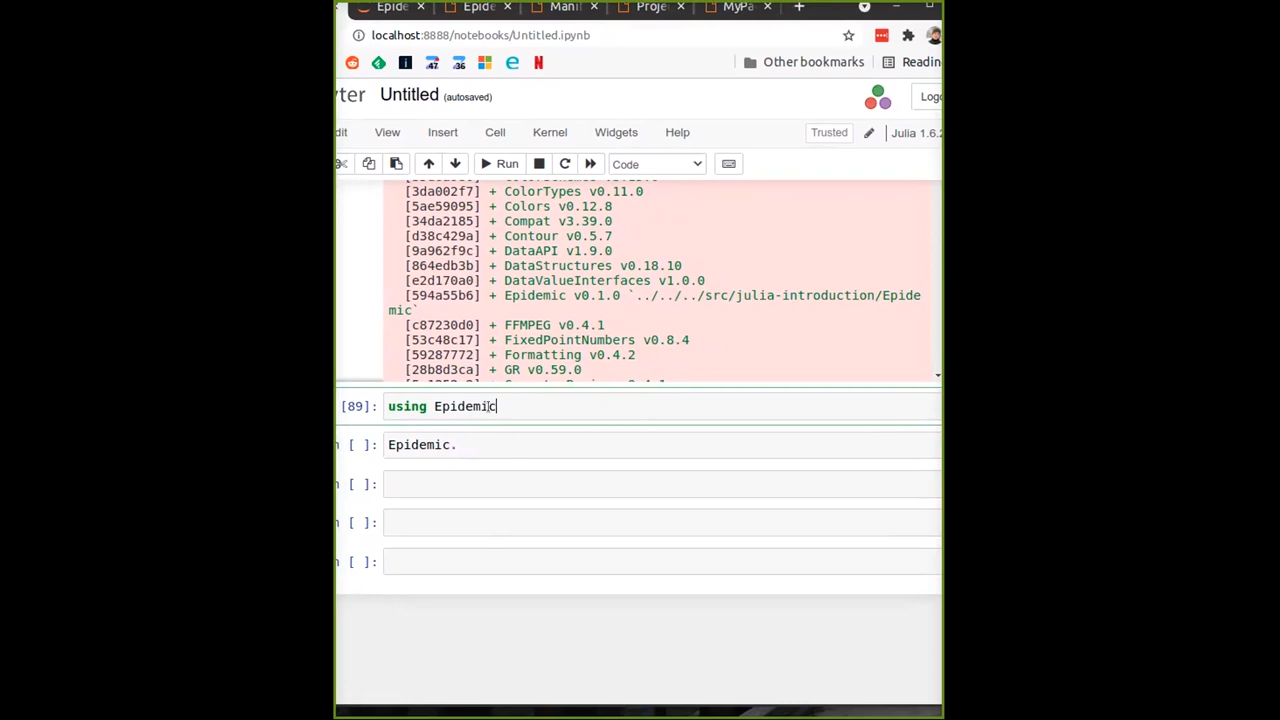 Epide × Epide × Manif × Proje × MyPa × +
localhost:8888/notebooks/Untitled.ipynb
47 36 Other bookmarks Reading
yter Untitled (autosaved) Logo
dit View Insert Cell Kernel Widgets Help Trusted Julia 1.6.2
Run Code
[3da002f7] + ColorTypes v0.11.0
[5ae59095] + Colors v0.12.8
[34da2185] + Compat v3.39.0
[d38c429a] + Contour v0.5.7
[9a962f9c] + DataAPI v1.9.0
[864edb3b] + DataStructures v0.18.10
[e2d170a0] + DataValueInterfaces v1.0.0
[594a55b6] + Epidemic v0.1.0 `../../../src/julia-introduction/Epide
mic`
[c87230d0] + FFMPEG v0.4.1
[53c48c17] + FixedPointNumbers v0.8.4
[59287772] + Formatting v0.4.2
[28b8d3ca] + GR v0.59.0
[89]: using Epidemic
n [ ]: Epidemic.
n [ ]:
n [ ]:
n [ ]: